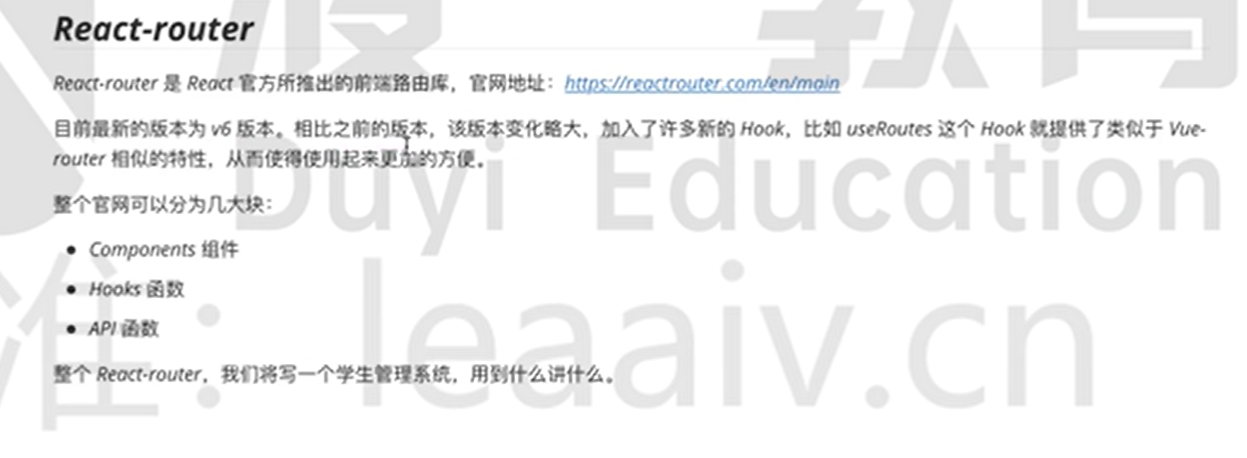 React-router
React-router 是 React 官方所推出的前端路由库，官网地址：https://reactrouter.com/en/main
目前最新的版本为 v6 版本。相比之前的版本，该版本变化略大，加入了许多新的 Hook，比如 useRoutes 这个 Hook 就提供了类似于 Vue-
router 相似的特性，从而使得使用起来更加的方便。
整个官网可以分为几大块：
Components 组件
Hooks 函数
API 函数
整个 React-router，我们将写一个学生管理系统，用到什么讲什么。
教育
Duyi Education
准：leaaiv.cn